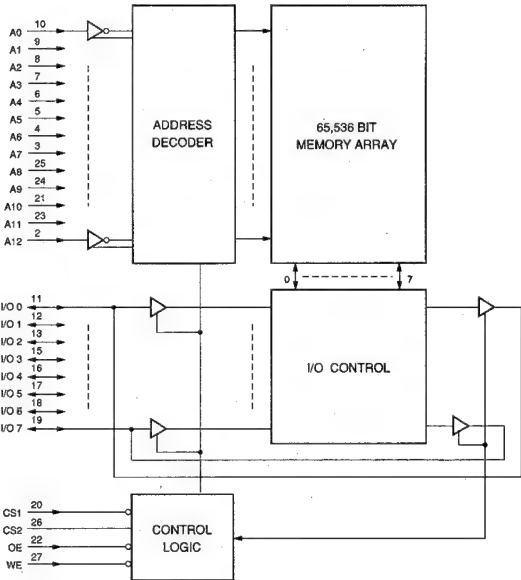 A0 10
A1 9
A2 8
A3 7
A4 6
A5 5
A6 4
A7 3
A8 25
A9 24
A10 21
A11 23
A12 2
ADDRESS
DECODER
65,536 BIT
MEMORY ARRAY
0 7
I/O 0 11
I/O 1 12
I/O 2 13
I/O 3 15
I/O 4 16
I/O 5 17
I/O 6 18
I/O 7 19
I/O CONTROL
CS1 20
CS2 26
OE 22
WE 27
CONTROL
LOGIC